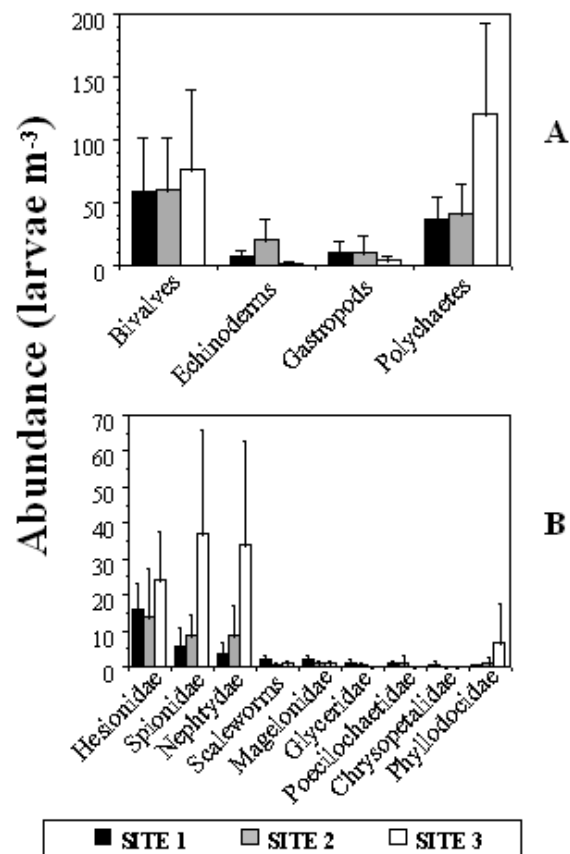 Abundance (larvae m⁻³)
200
150
100
50
0
A
Bivalves
Echinoderms
Gastropods
Polychaetes
70
60
50
40
30
20
10
0
B
Hesionidae
Spionidae
Nephtydae
Scaleworms
Magelonidae
Glyceridae
Poecilochaetidae
Chrysopetalidae
Phyllodocidae
SITE 1 SITE 2 SITE 3